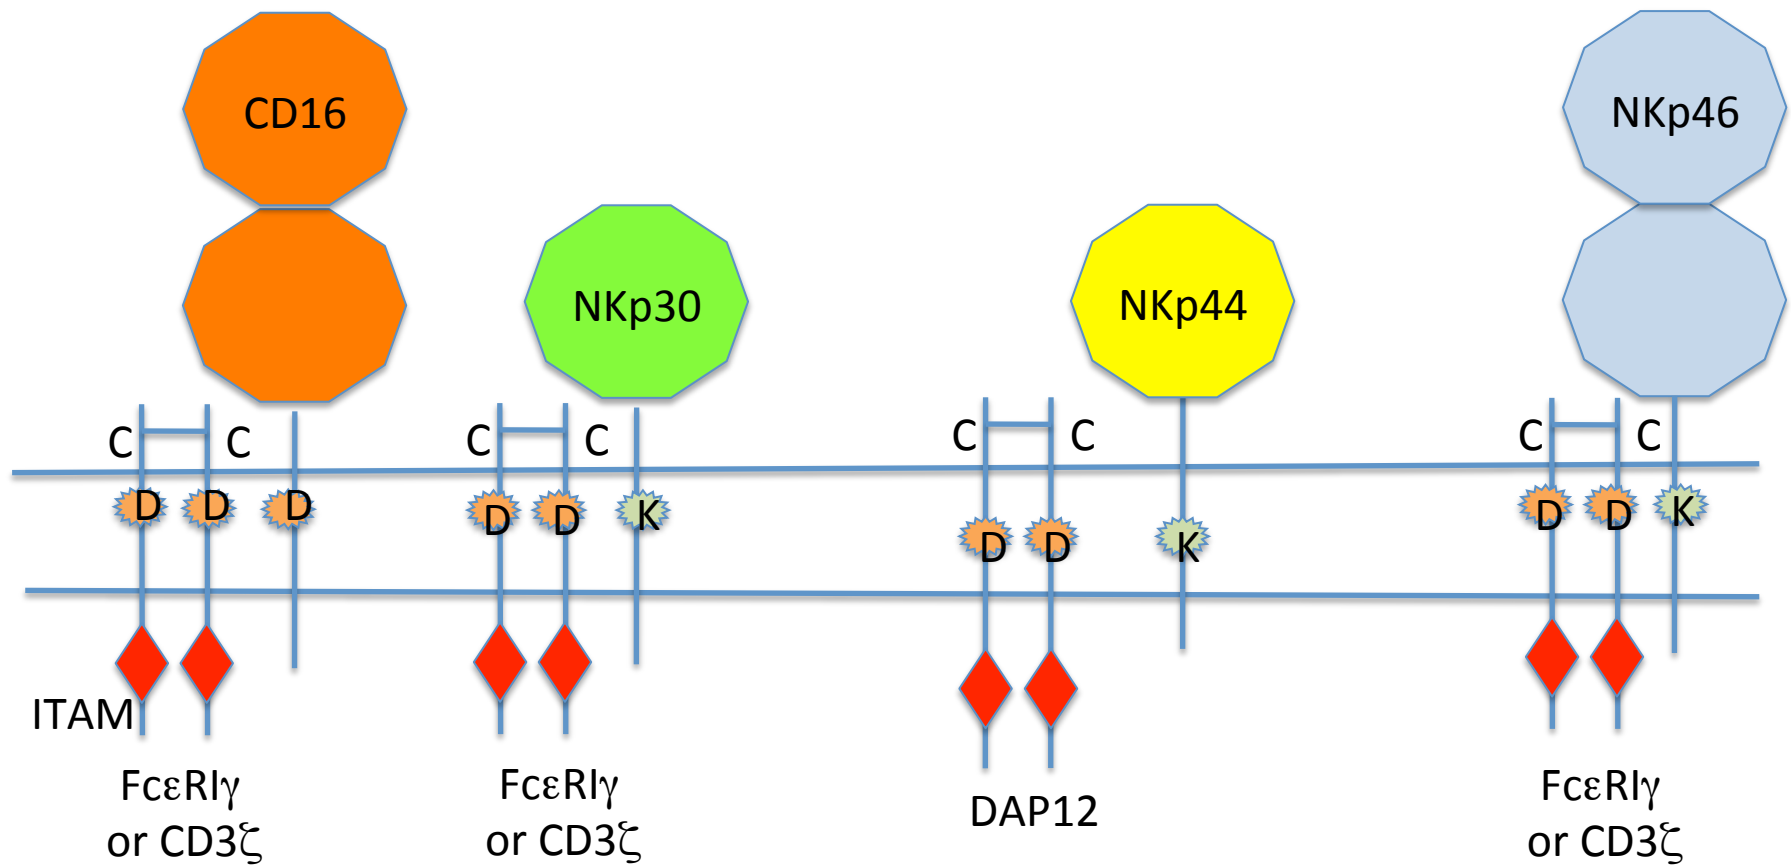 CD16
NKp46
NKp30
NKp44
C C
C C
C C
C C
D D D
D D K
D D K
D D K
ITAM
FcεRIγ
or CD3ζ
FcεRIγ
or CD3ζ
DAP12
FcεRIγ
or CD3ζ